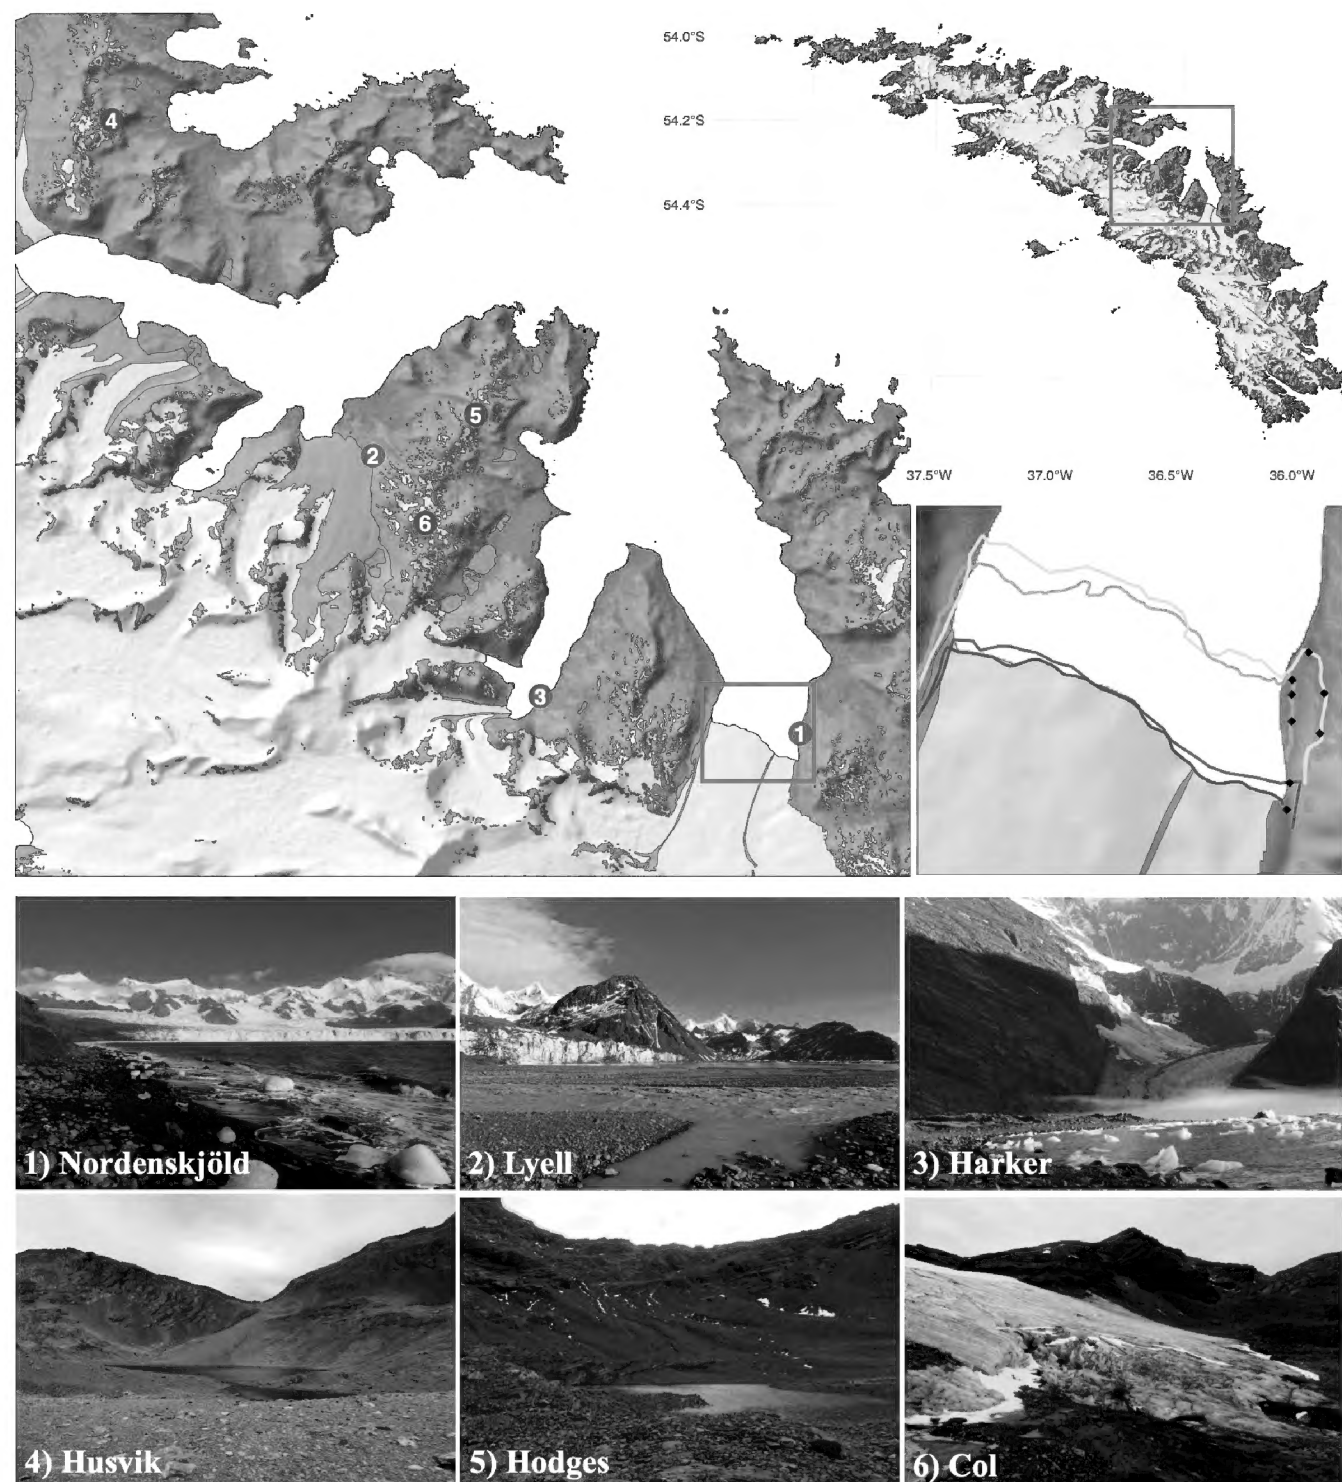 54.0°S
54.2°S
54.4°S
37.5°W
37.0°W
36.5°W
36.0°W
4
5
2
6
3
1
1) Nordenskjöld
2) Lyell
3) Harker
4) Husvik
5) Hodges
6) Col